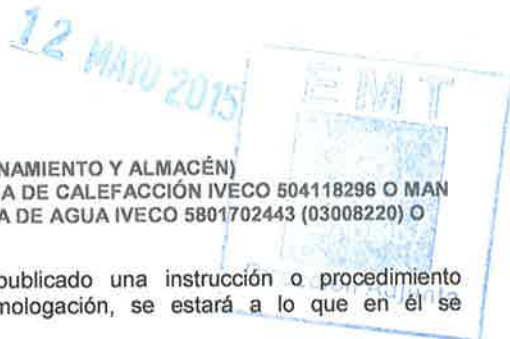 12 MAYO 2015
EMT
NAMIENTO Y ALMACÉN)
A DE CALEFACCIÓN IVECO 504118296 O MAN
A DE AGUA IVECO 5801702443 (03008220) O
publicado una instrucción o procedimiento
mologación, se estará a lo que en él se